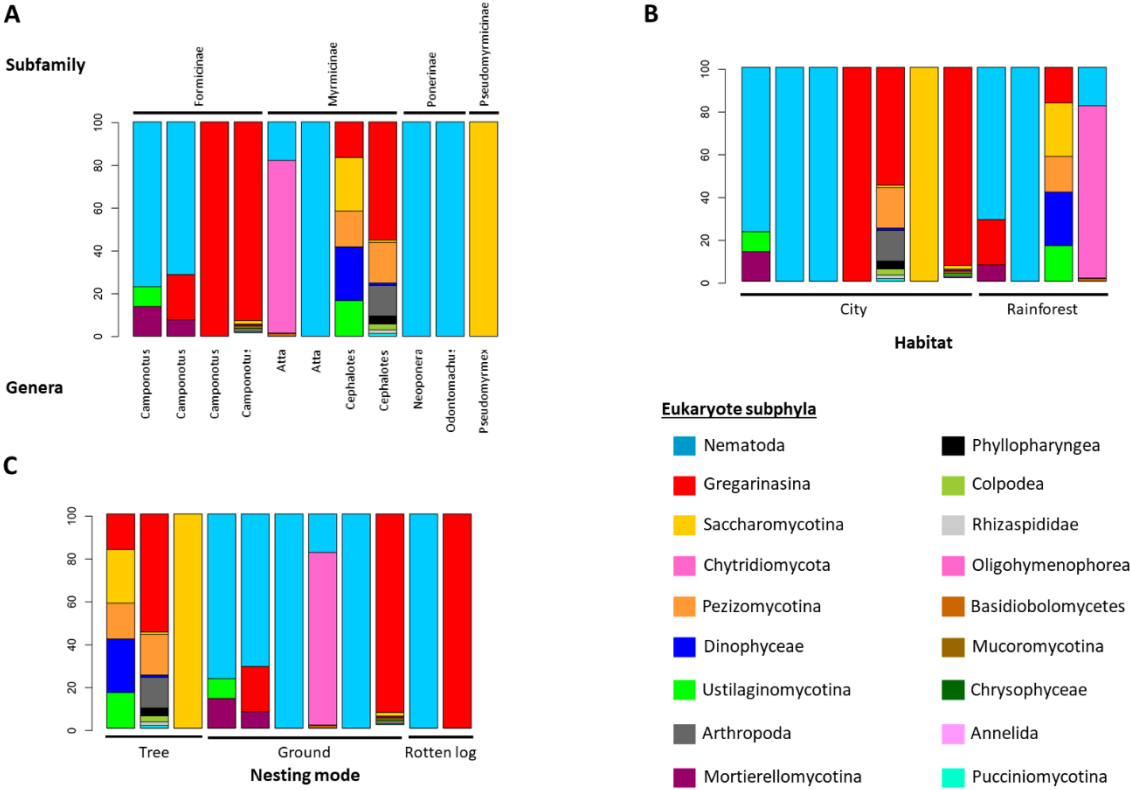 A
Subfamily
Formicinae
Myrmicinae
Ponerinae
Pseudomyrmicinae
100
80
60
40
20
0
Camponotus
Camponotus
Camponotus
Camponotus
Atta
Atta
Cephalotes
Cephalotes
Neoponera
Odontomachus
Pseudomyrmex
Genera
B
100
80
60
40
20
0
City
Rainforest
Habitat
C
100
80
60
40
20
0
Tree
Ground
Rotten log
Nesting mode
Eukaryote subphyla
Nematoda
Gregarinasina
Saccharomycotina
Chytridiomycota
Pezizomycotina
Dinophyceae
Ustilaginomycotina
Arthropoda
Mortierellomycotina
Phyllopharyngea
Colpodea
Rhizaspididae
Oligohymenophorea
Basidiobolomycetes
Mucoromycotina
Chrysophyceae
Annelida
Pucciniomycotina